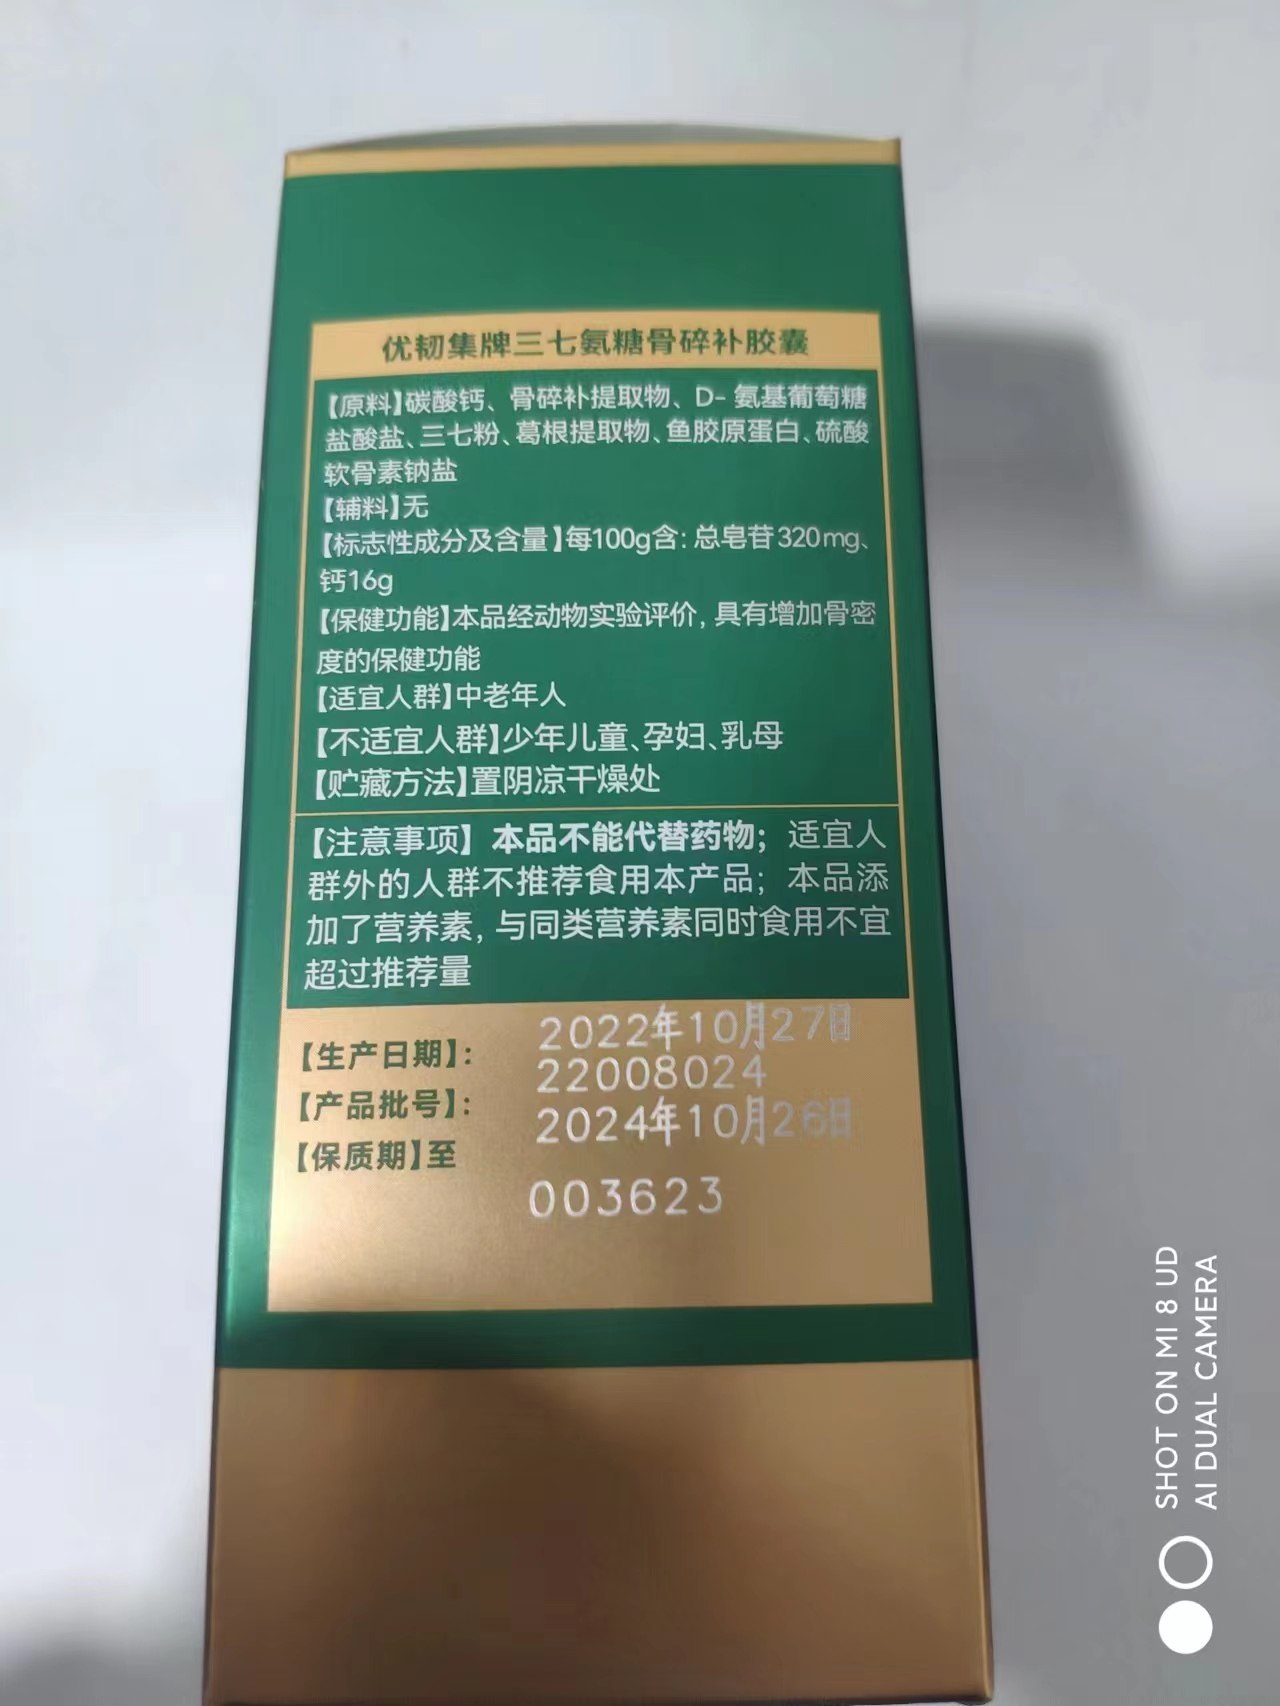 优韧集牌三七氨糖骨碎补胶囊
【原料】碳酸钙、骨碎补提取物、D-氨基葡萄糖
盐酸盐、三七粉、葛根提取物、鱼胶原蛋白、硫酸
软骨素钠盐
【辅料】无
【标志性成分及含量】每100g含: 总皂苷320mg、
钙16g
【保健功能】本品经动物实验评价, 具有增加骨密
度的保健功能
【适宜人群】中老年人
【不适宜人群】少年儿童、孕妇、乳母
【贮藏方法】置阴凉干燥处
【注意事项】本品不能代替药物; 适宜人
群外的人群不推荐食用本产品; 本品添
加了营养素, 与同类营养素同时食用不宜
超过推荐量
【生产日期】: 2022年10月27日
【产品批号】: 22008024
【保质期】至 2024年10月26日
003623
SHOT ON MI 8 UD
AI DUAL CAMERA